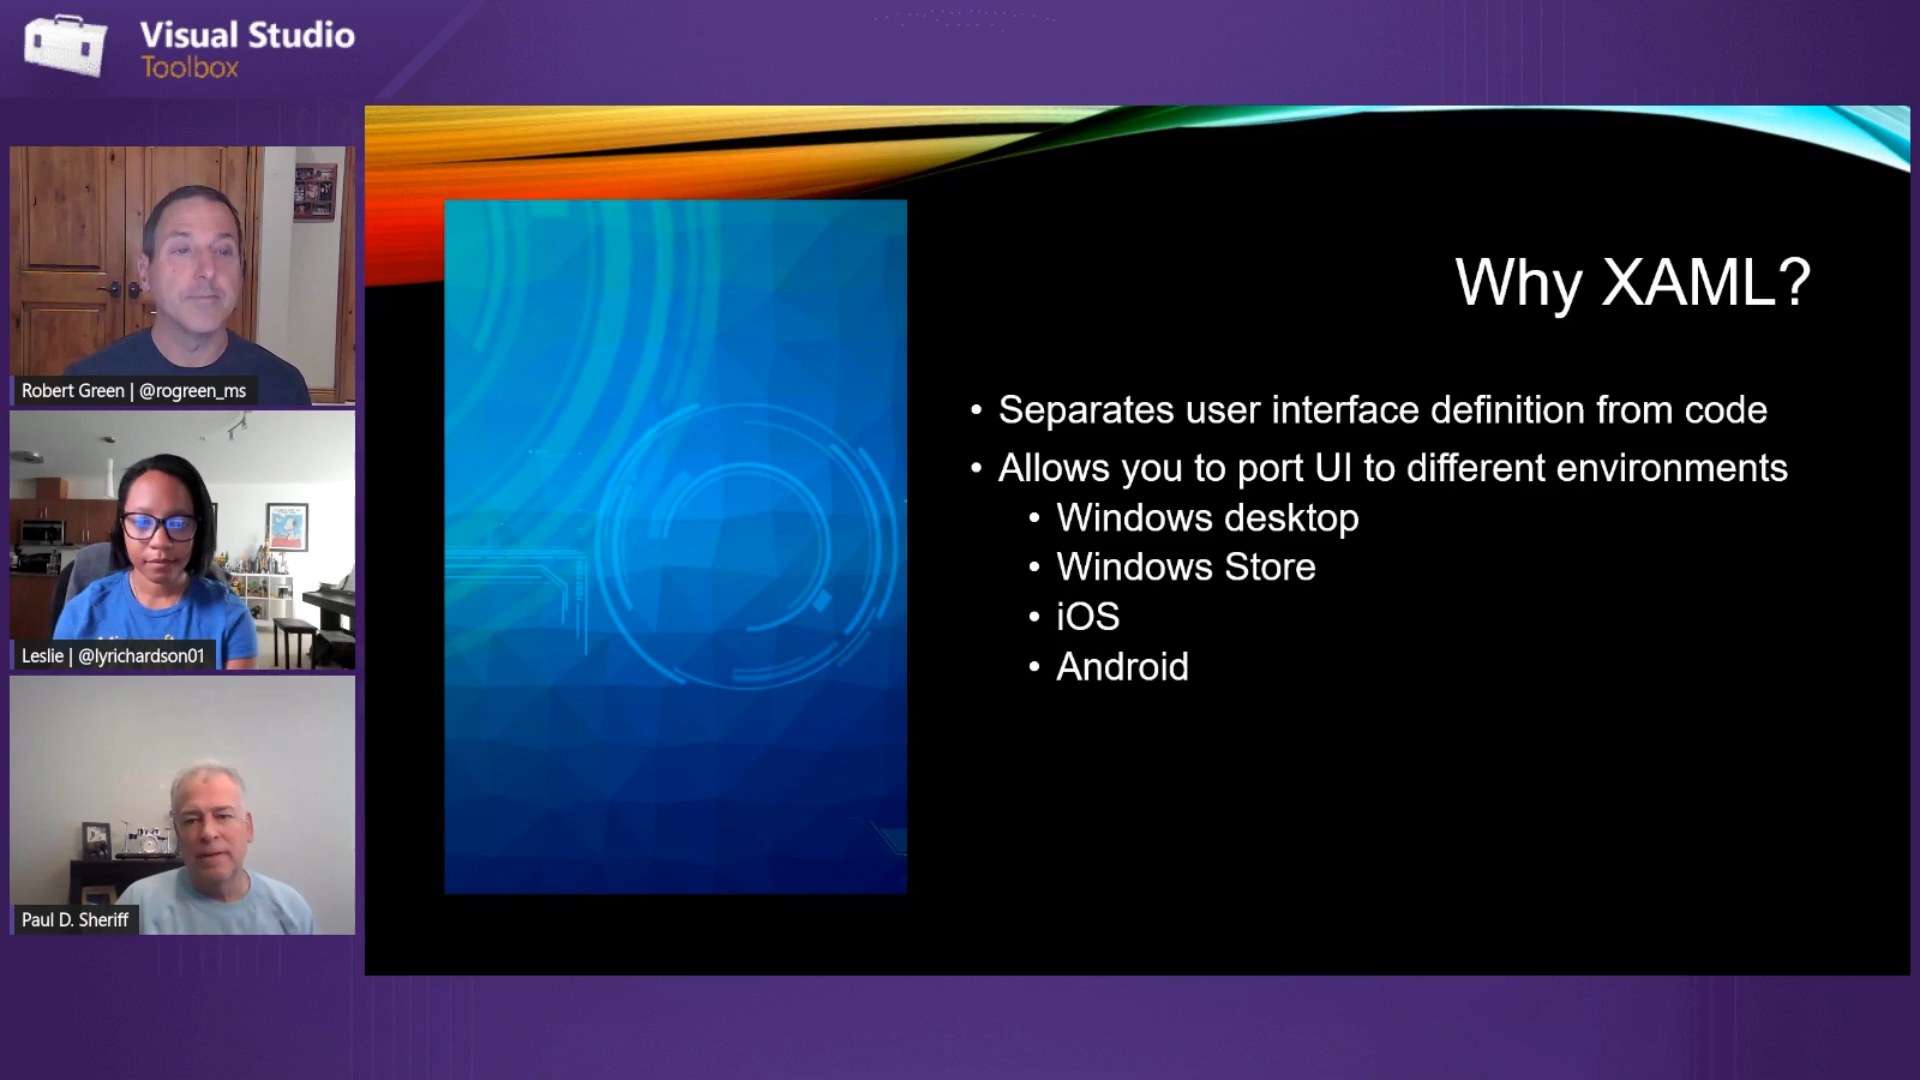 Visual Studio
Toolbox
Robert Green | @rogreen_ms
Leslie | @lyrichardson01
Paul D. Sheriff
Why XAML?
• Separates user interface definition from code
• Allows you to port UI to different environments
• Windows desktop
• Windows Store
• iOS
• Android